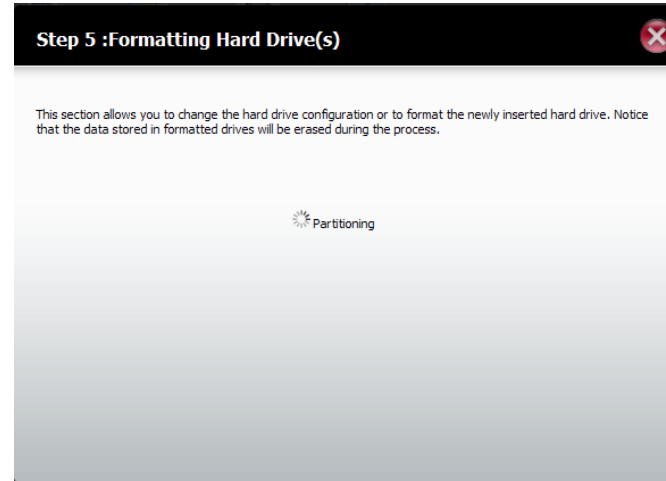 Step 5 :Formatting Hard Drive(s)
This section allows you to change the hard drive configuration or to format the newly inserted hard drive. Notice
that the data stored in formatted drives will be erased during the process.
Partitioning